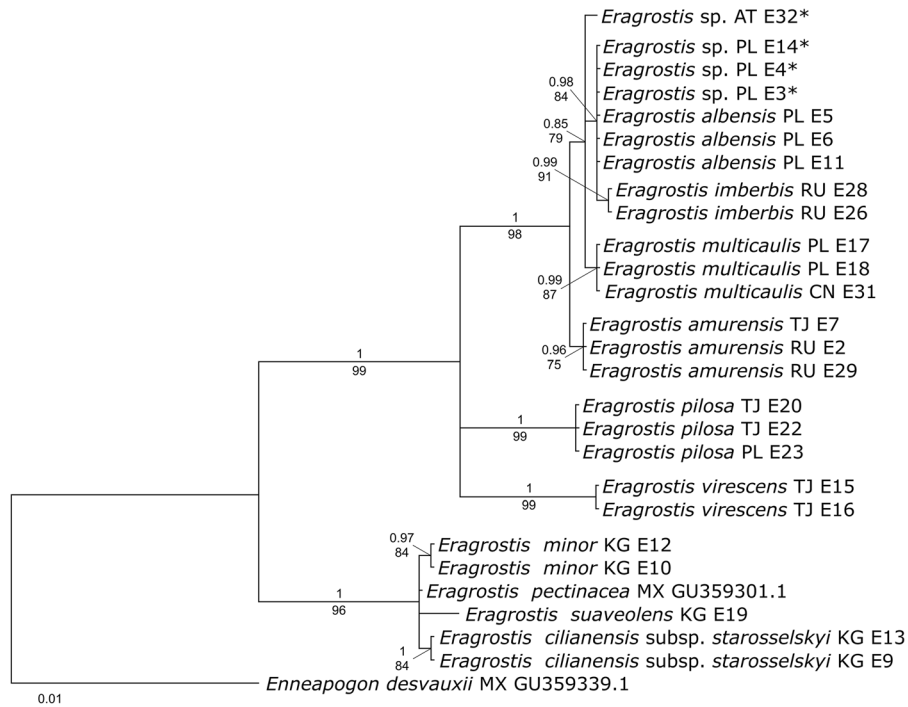 Eragrostis sp. AT E32*
Eragrostis sp. PL E14*
Eragrostis sp. PL E4*
0.98
84
Eragrostis sp. PL E3*
Eragrostis albensis PL E5
0.85
79
Eragrostis albensis PL E6
Eragrostis albensis PL E11
0.99
91
Eragrostis imberbis RU E28
Eragrostis imberbis RU E26
1
98
Eragrostis multicaulis PL E17
Eragrostis multicaulis PL E18
0.99
87
Eragrostis multicaulis CN E31
Eragrostis amurensis TJ E7
Eragrostis amurensis RU E2
0.96
75
Eragrostis amurensis RU E29
1
99
Eragrostis pilosa TJ E20
1
99
Eragrostis pilosa TJ E22
Eragrostis pilosa PL E23
Eragrostis virescens TJ E15
1
99
Eragrostis virescens TJ E16
0.97
84
Eragrostis minor KG E12
Eragrostis minor KG E10
Eragrostis pectinacea MX GU359301.1
1
96
Eragrostis suaveolens KG E19
Eragrostis cilianensis subsp. starosselskyi KG E13
1
84
Eragrostis cilianensis subsp. starosselskyi KG E9
Enneapogon desvauxii MX GU359339.1
0.01